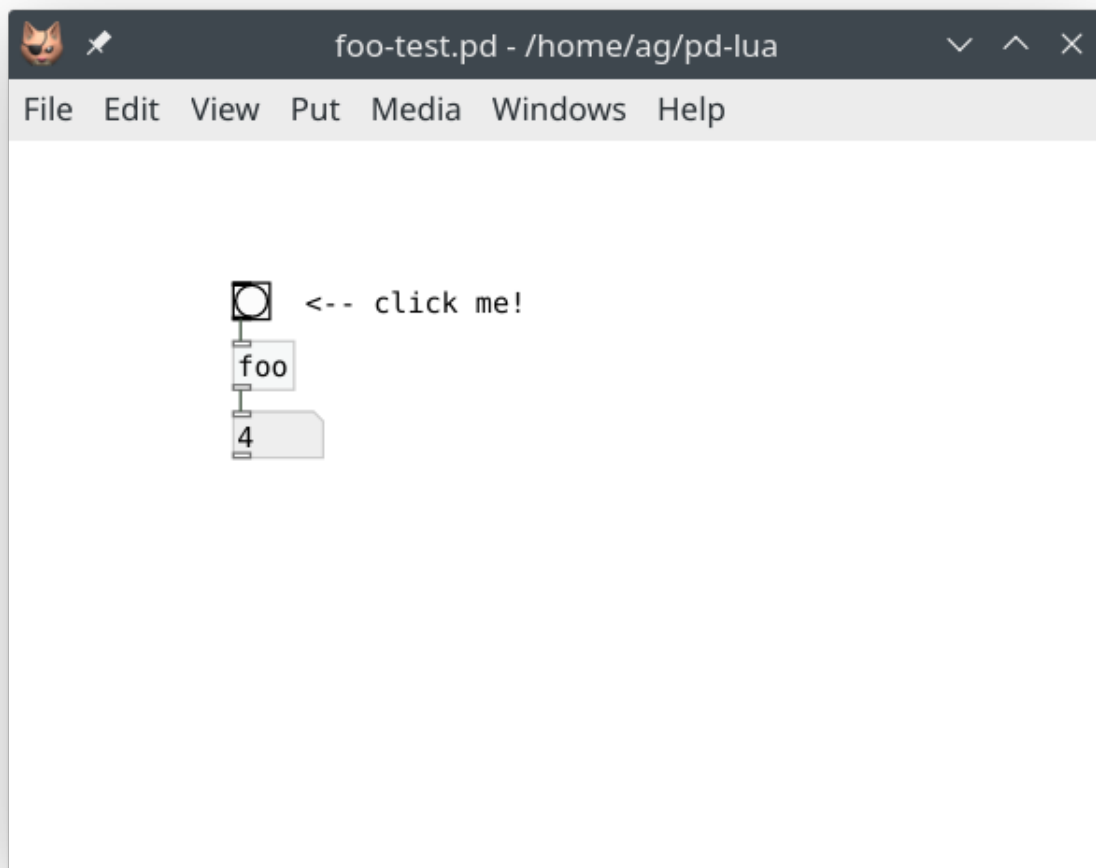 foo-test.pd - /home/ag/pd-lua
File Edit View Put Media Windows Help
<-- click me!
foo
4